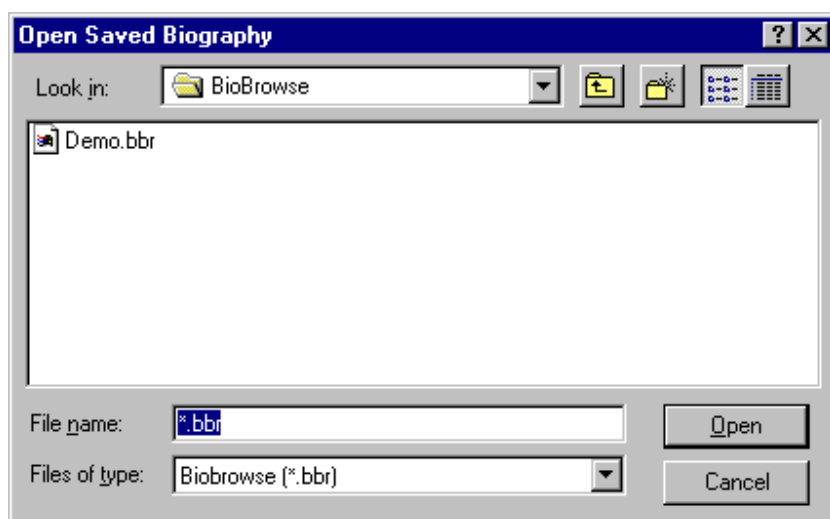 Open Saved Biography
Look in: BioBrowse
Demo.bbr
File name: *.bbr Open
Files of type: Biobrowse (*.bbr) Cancel